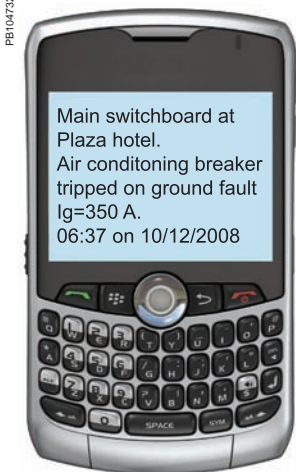 PB104732
Main switchboard at
Plaza hotel.
Air conditoning breaker
tripped on ground fault
Ig=350 A.
06:37 on 10/12/2008
SPACE
SYM